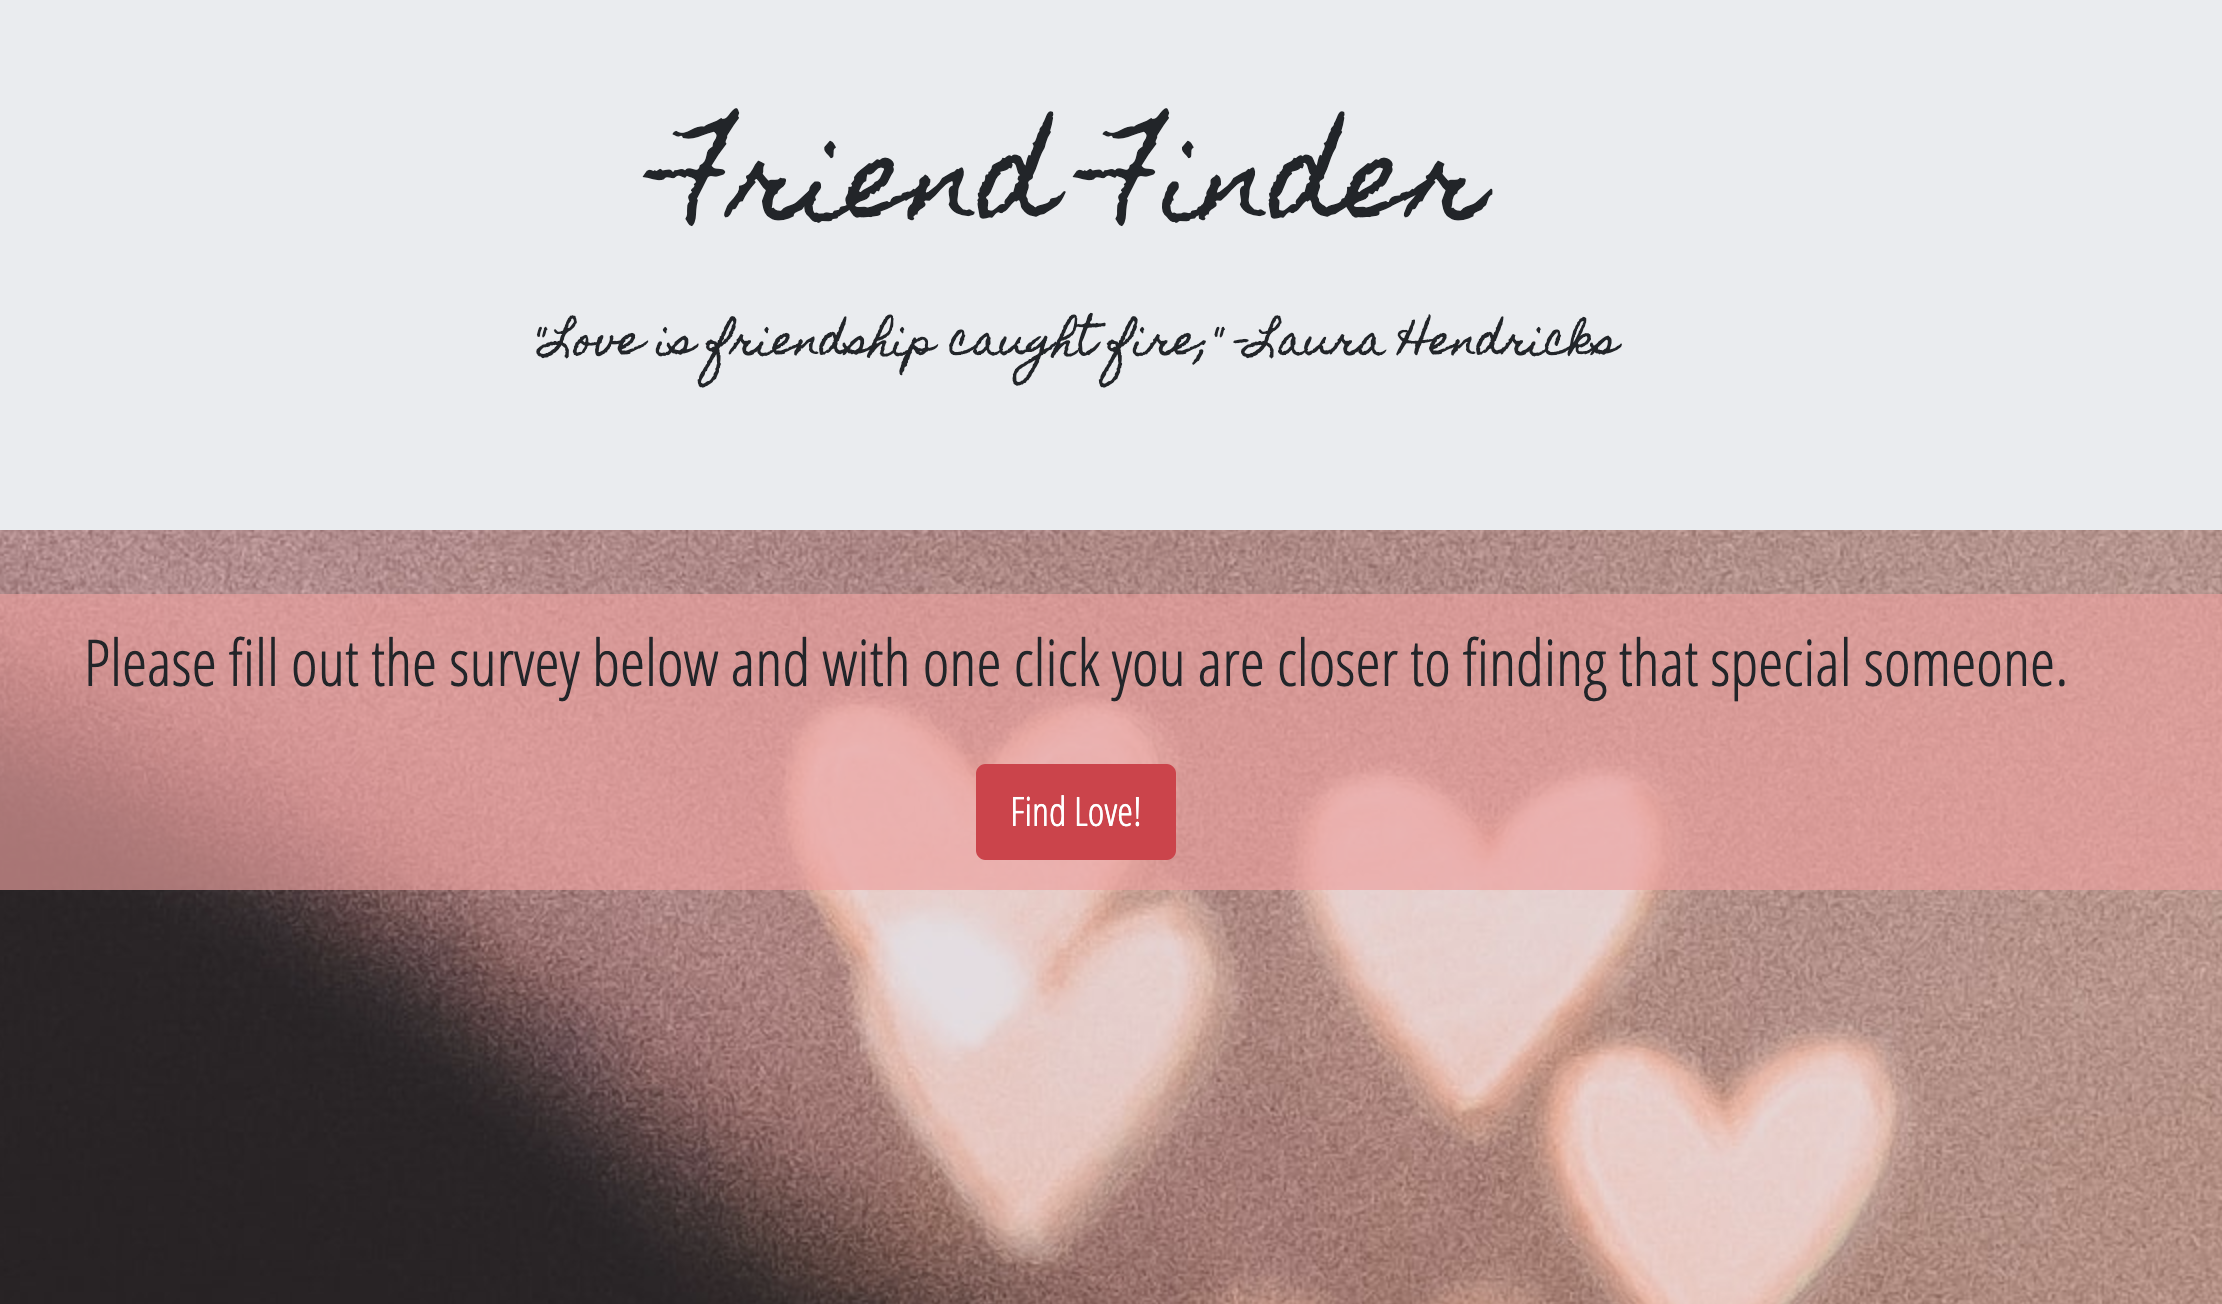 Friend Finder
"Love is friendship caught fire;" -Laura Hendricks
Please fill out the survey below and with one click you are closer to finding that special someone.
Find Love!